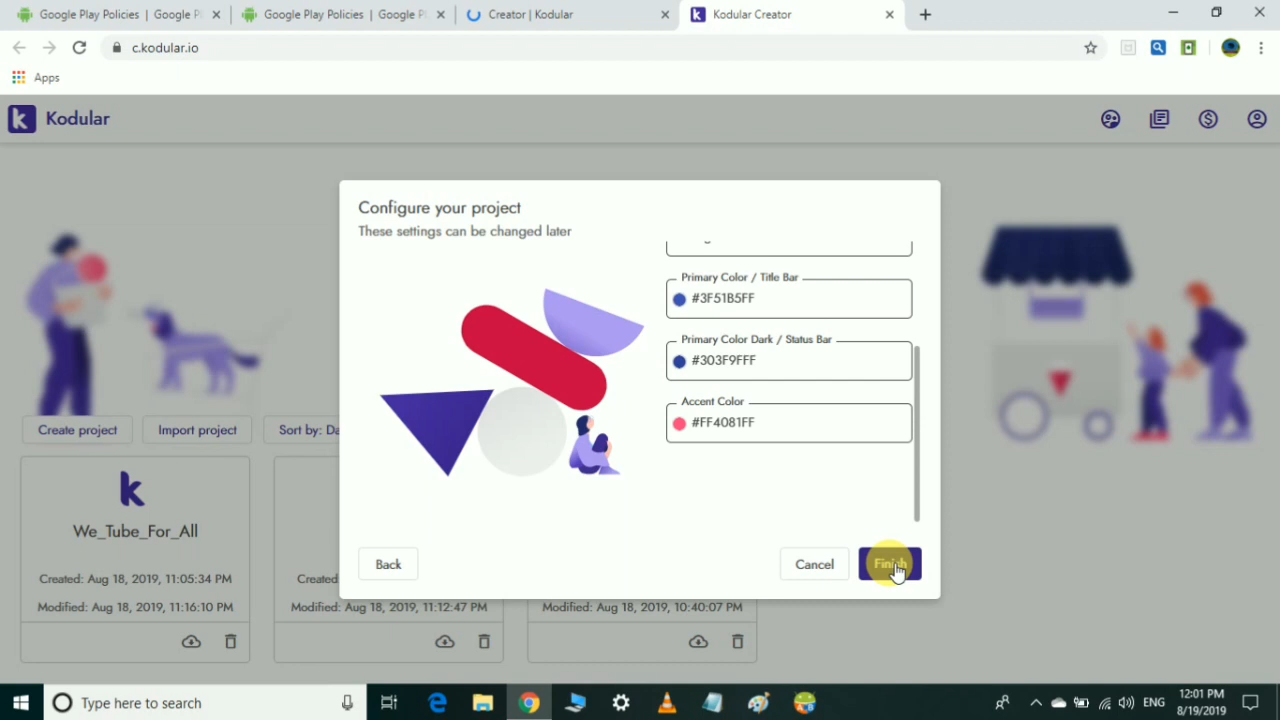 Google Play Policies | Google P
Google Play Policies | Google P
Creator | Kodular
Kodular Creator
c.kodular.io
Apps
Kodular
Configure your project
These settings can be changed later
Primary Color / Title Bar
#3F51B5FF
Primary Color Dark / Status Bar
#303F9FFF
Accent Color
#FF4081FF
Create project
Import project
Sort by: Da
We_Tube_For_All
Created: Aug 18, 2019, 11:05:34 PM
Modified: Aug 18, 2019, 11:16:10 PM
Created
Modified: Aug 18, 2019, 11:12:47 PM
Modified: Aug 18, 2019, 10:40:07 PM
Back
Cancel
Finish
Type here to search
ENG
12:01 PM
8/19/2019